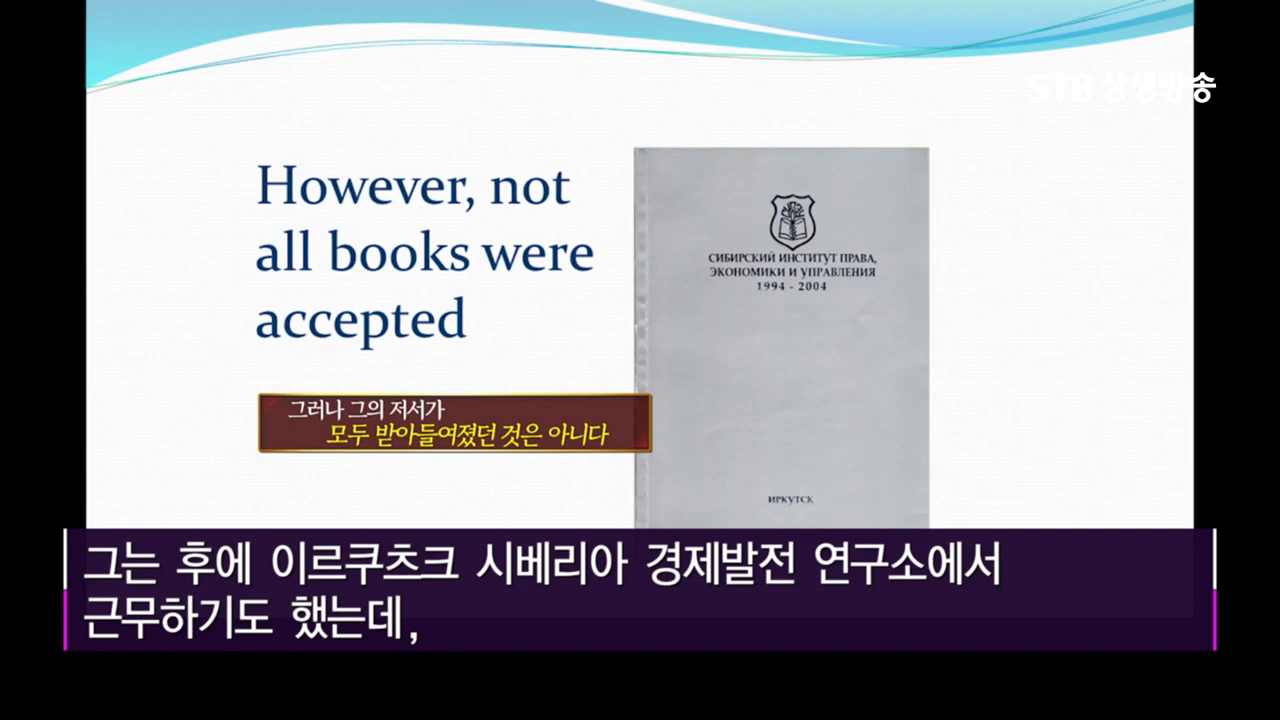 STB 상생방송
However, not
all books were
accepted
СИБИРСКИЙ ИНСТИТУТ ПРАВА,
ЭКОНОМИКИ И УПРАВЛЕНИЯ
1994 - 2004
그러나 그의 저서가
모두 받아들여졌던 것은 아니다
ИРКУТСК
그는 후에 이르쿠츠크 시베리아 경제발전 연구소에서
근무하기도 했는데,